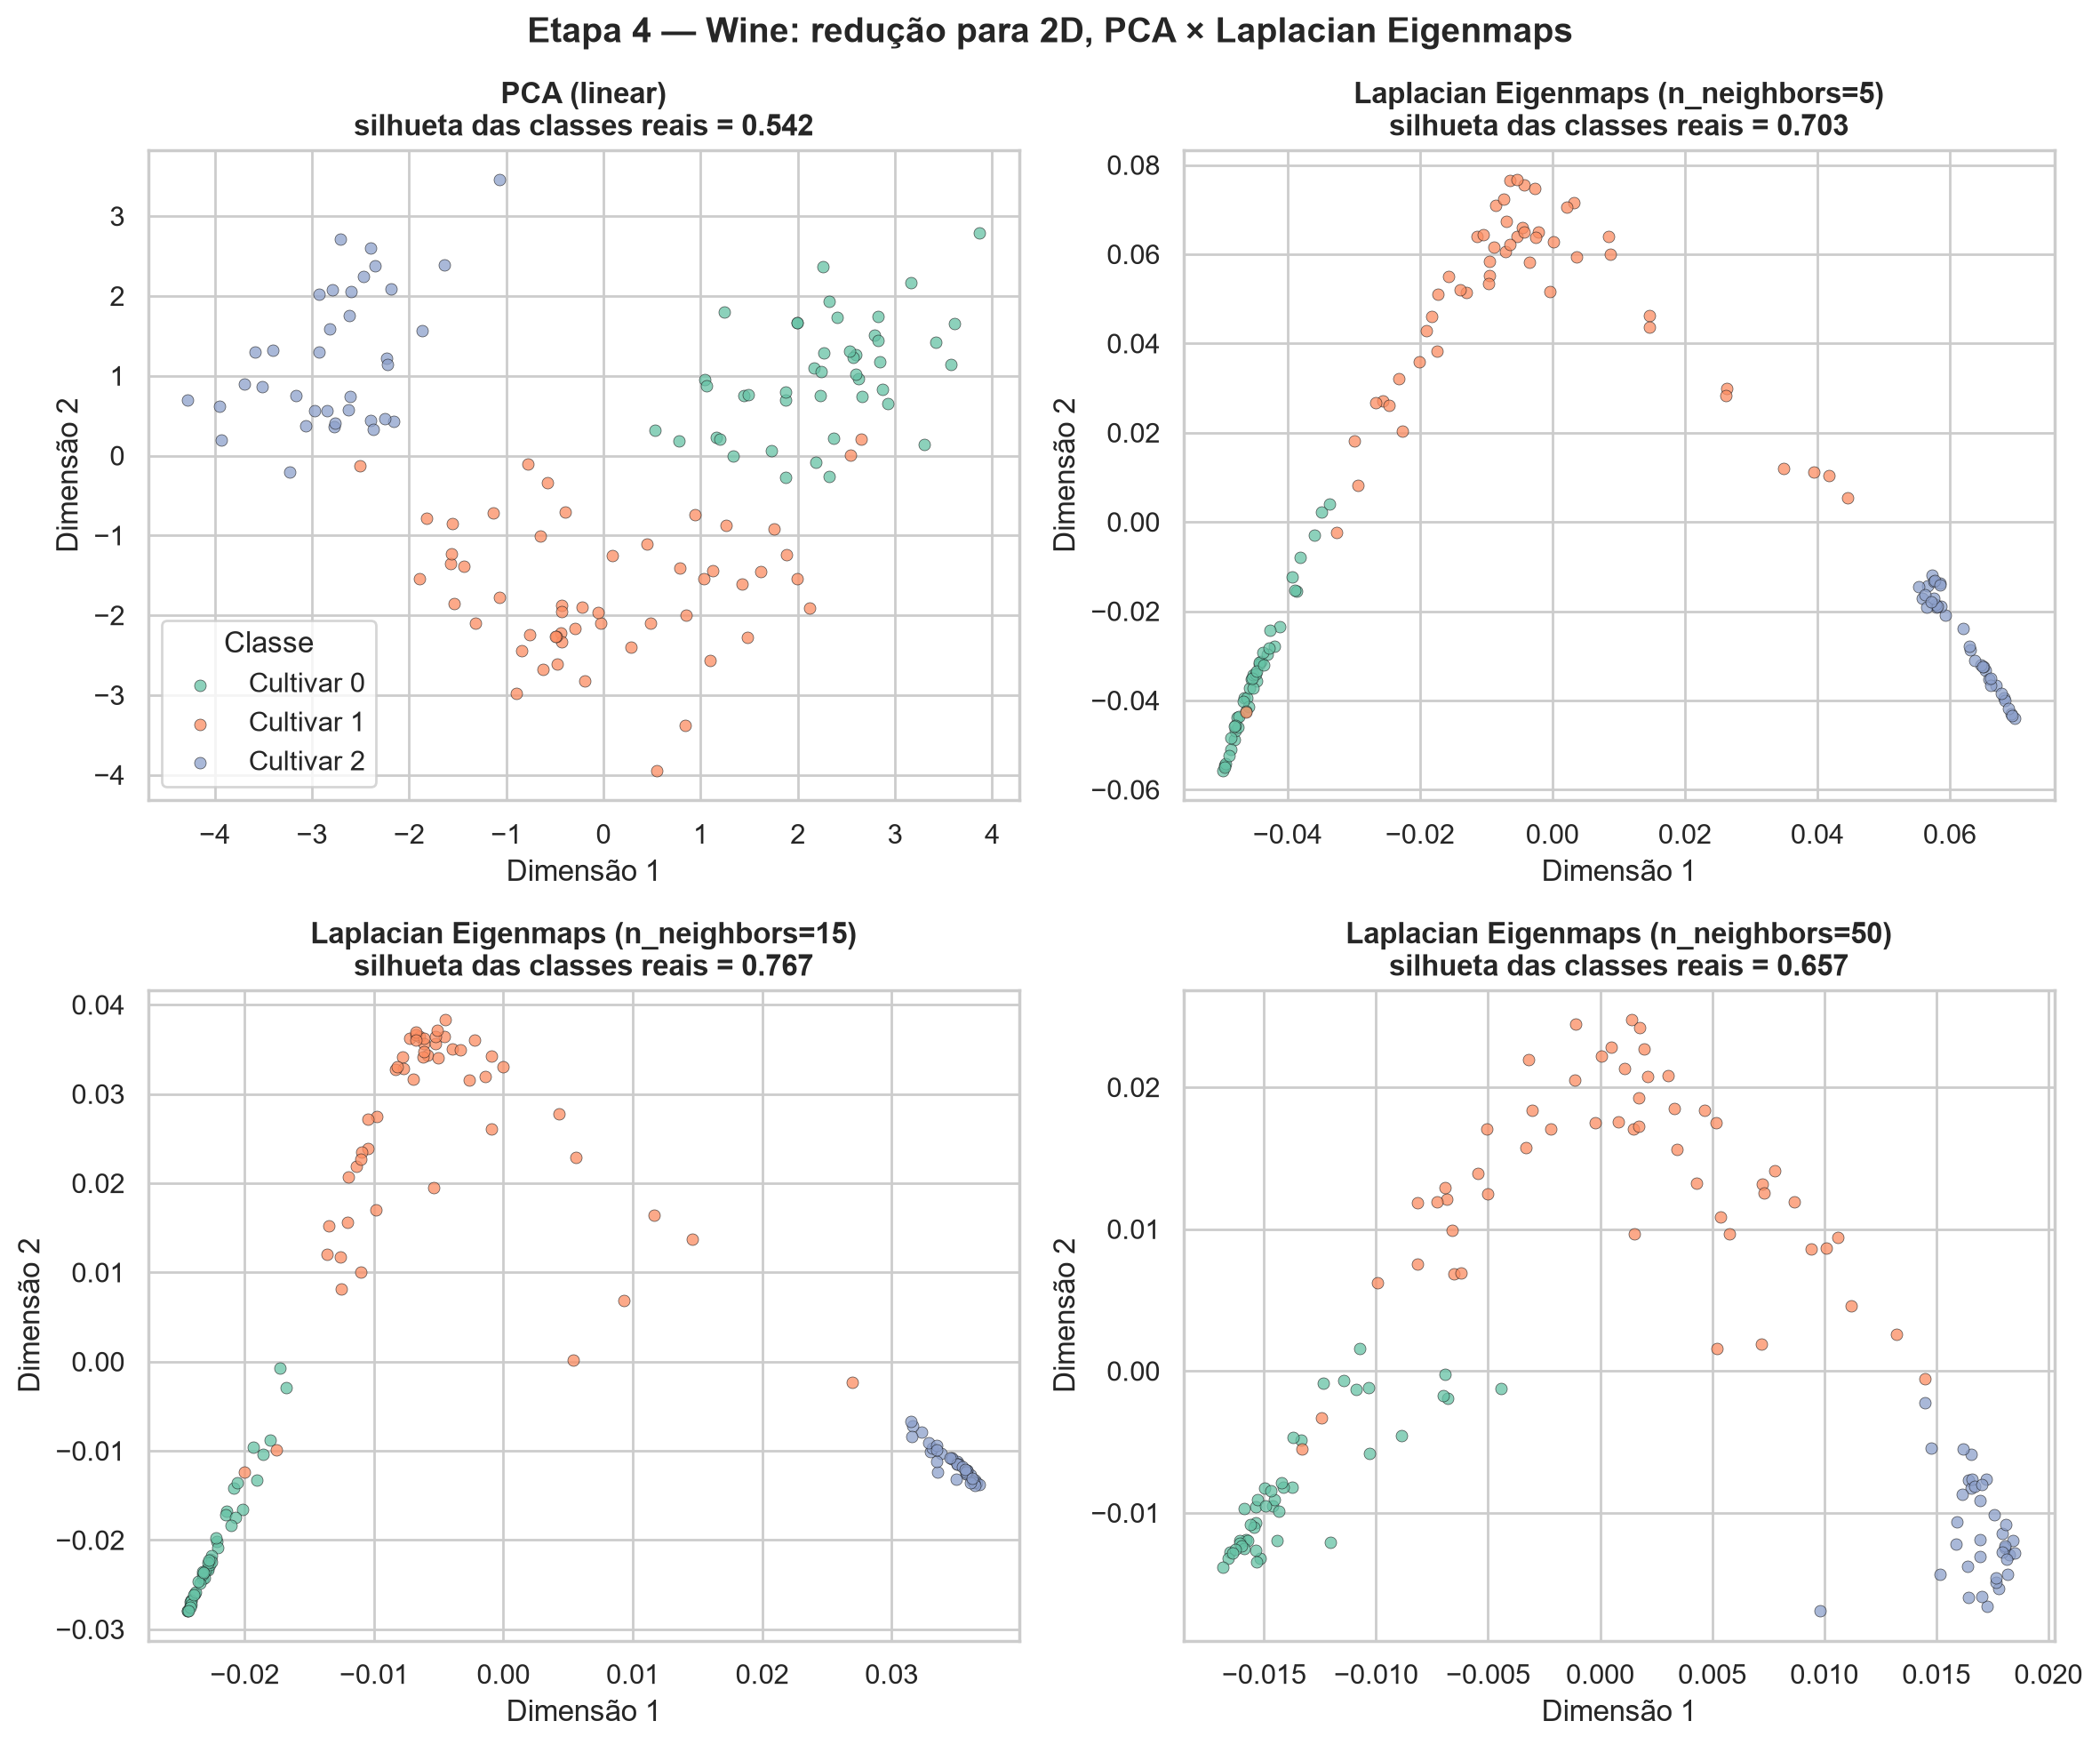 Etapa 4 — Wine: redução para 2D, PCA × Laplacian Eigenmaps
PCA (linear)
silhueta das classes reais = 0.542
3
2
1
0
−1
−2
−3
−4
Dimensão 2
Classe
Cultivar 0
Cultivar 1
Cultivar 2
−4 −3 −2 −1 0 1 2 3 4
Dimensão 1
Laplacian Eigenmaps (n_neighbors=5)
silhueta das classes reais = 0.703
0.08
0.06
0.04
0.02
0.00
−0.02
−0.04
−0.06
Dimensão 2
−0.04 −0.02 0.00 0.02 0.04 0.06
Dimensão 1
Laplacian Eigenmaps (n_neighbors=15)
silhueta das classes reais = 0.767
0.04
0.03
0.02
0.01
0.00
−0.01
−0.02
−0.03
Dimensão 2
−0.02 −0.01 0.00 0.01 0.02 0.03
Dimensão 1
Laplacian Eigenmaps (n_neighbors=50)
silhueta das classes reais = 0.657
0.02
0.01
0.00
−0.01
Dimensão 2
−0.015 −0.010 −0.005 0.000 0.005 0.010 0.015 0.020
Dimensão 1